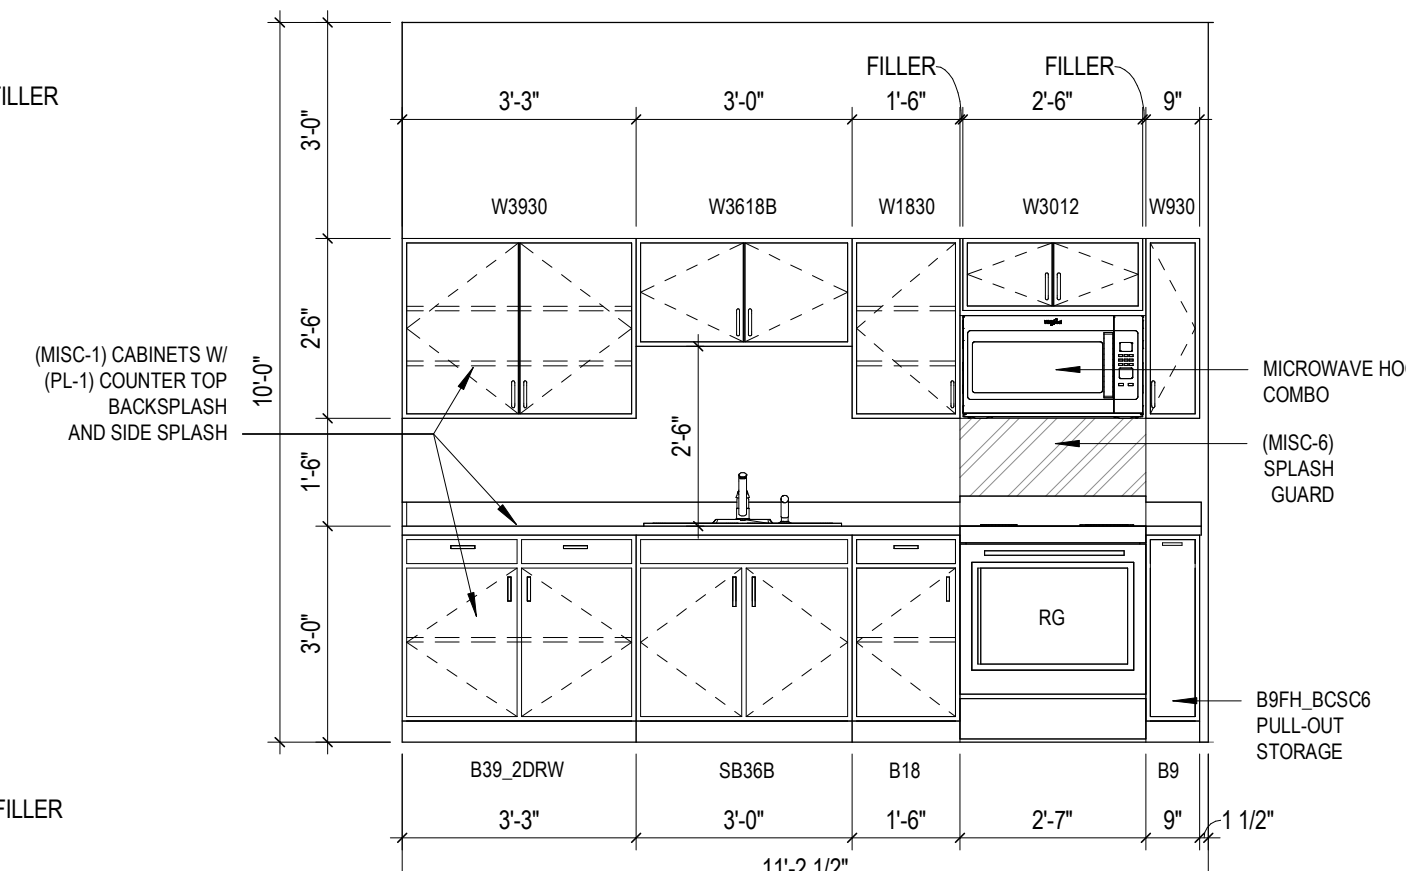 FILLER
FILLER
FILLER
3'-3"
3'-0"
1'-6"
2'-6"
9"
3'-0"
W3930
W3618B
W1830
W3012
W930
2'-6"
10'-0"
(MISC-1) CABINETS W/
(PL-1) COUNTER TOP
BACKSPLASH
AND SIDE SPLASH
MICROWAVE HO
COMBO
2'-6"
1'-6"
(MISC-6)
SPLASH
GUARD
3'-0"
RG
B9FH_BCSC6
PULL-OUT
STORAGE
B39_2DRW
SB36B
B18
B9
FILLER
3'-3"
3'-0"
1'-6"
2'-7"
9"
1 1/2"
11'-2 1/2"